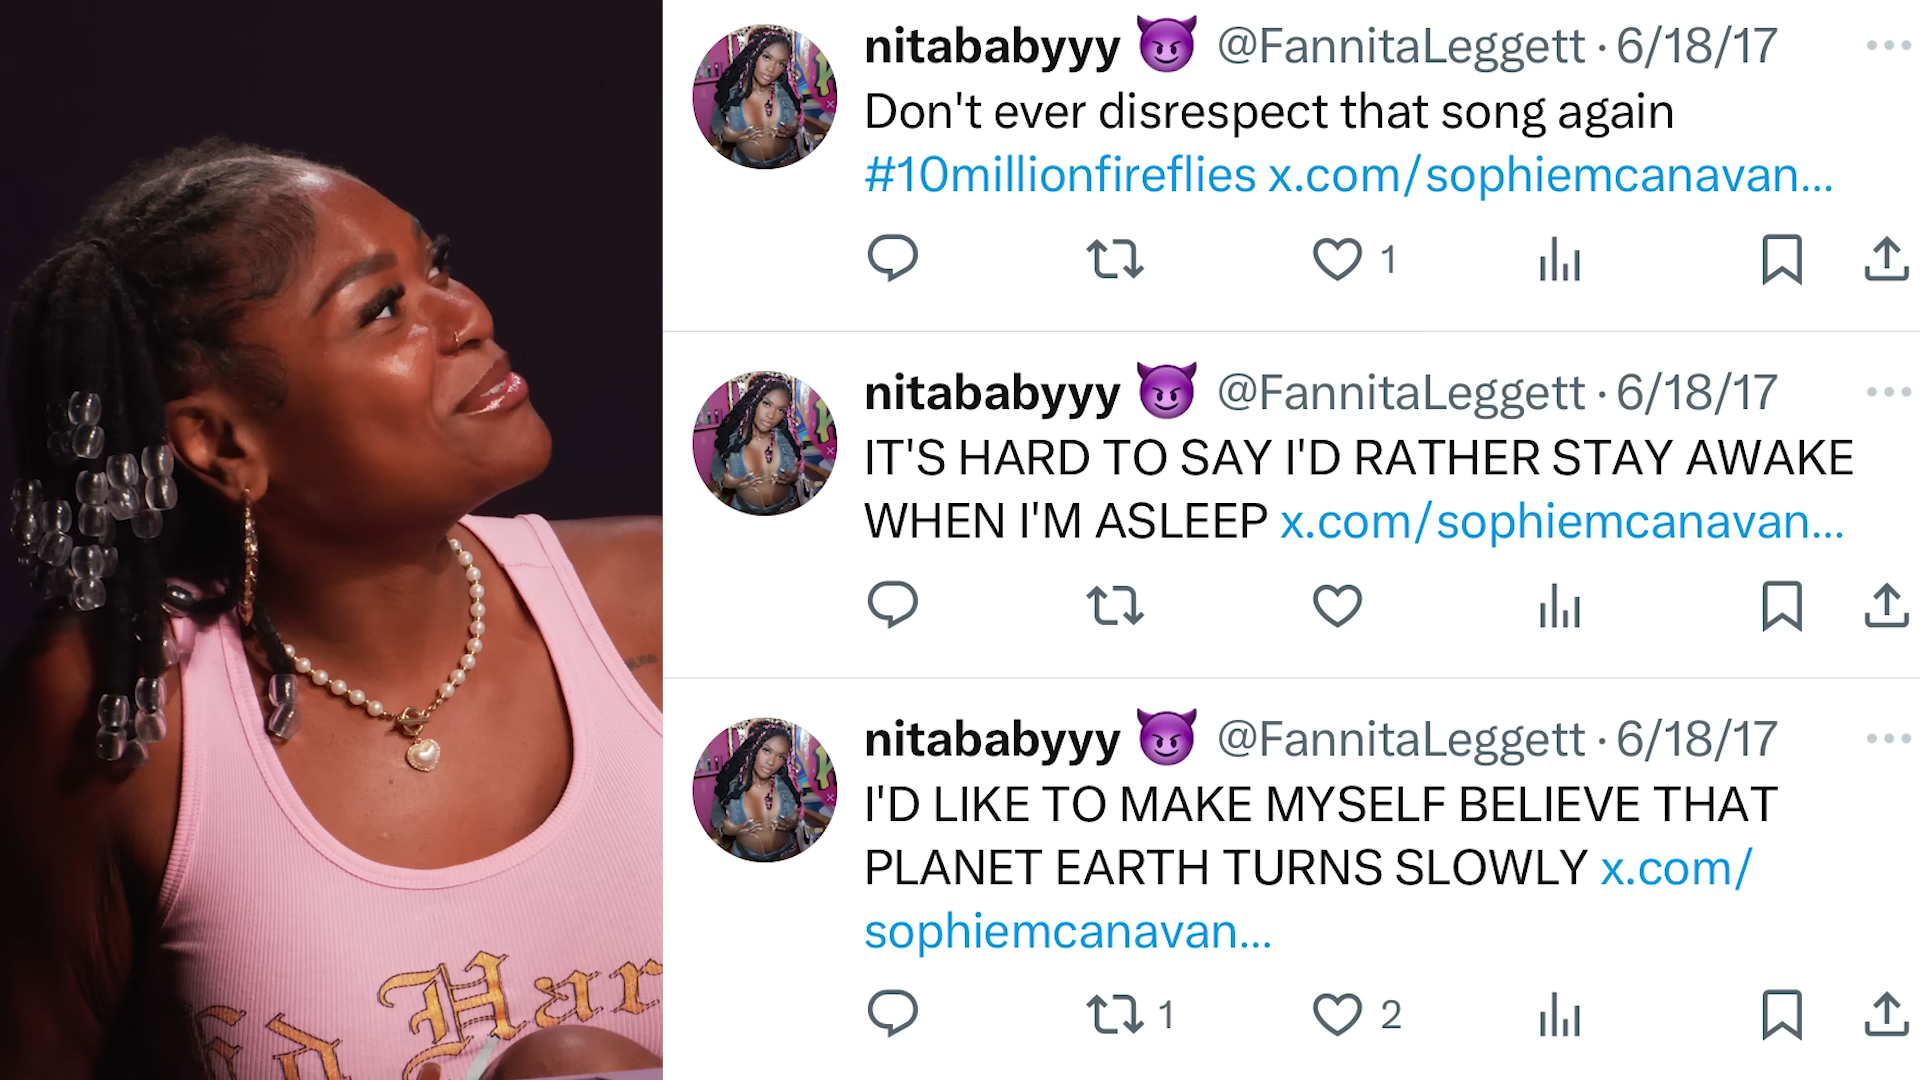 nitababyyy 😈 @FannitaLeggett · 6/18/17
Don't ever disrespect that song again
#10millionfireflies x.com/sophiemcanavan...
1
nitababyyy 😈 @FannitaLeggett · 6/18/17
IT'S HARD TO SAY I'D RATHER STAY AWAKE
WHEN I'M ASLEEP x.com/sophiemcanavan...
nitababyyy 😈 @FannitaLeggett · 6/18/17
I'D LIKE TO MAKE MYSELF BELIEVE THAT
PLANET EARTH TURNS SLOWLY x.com/
sophiemcanavan...
1 2
Har